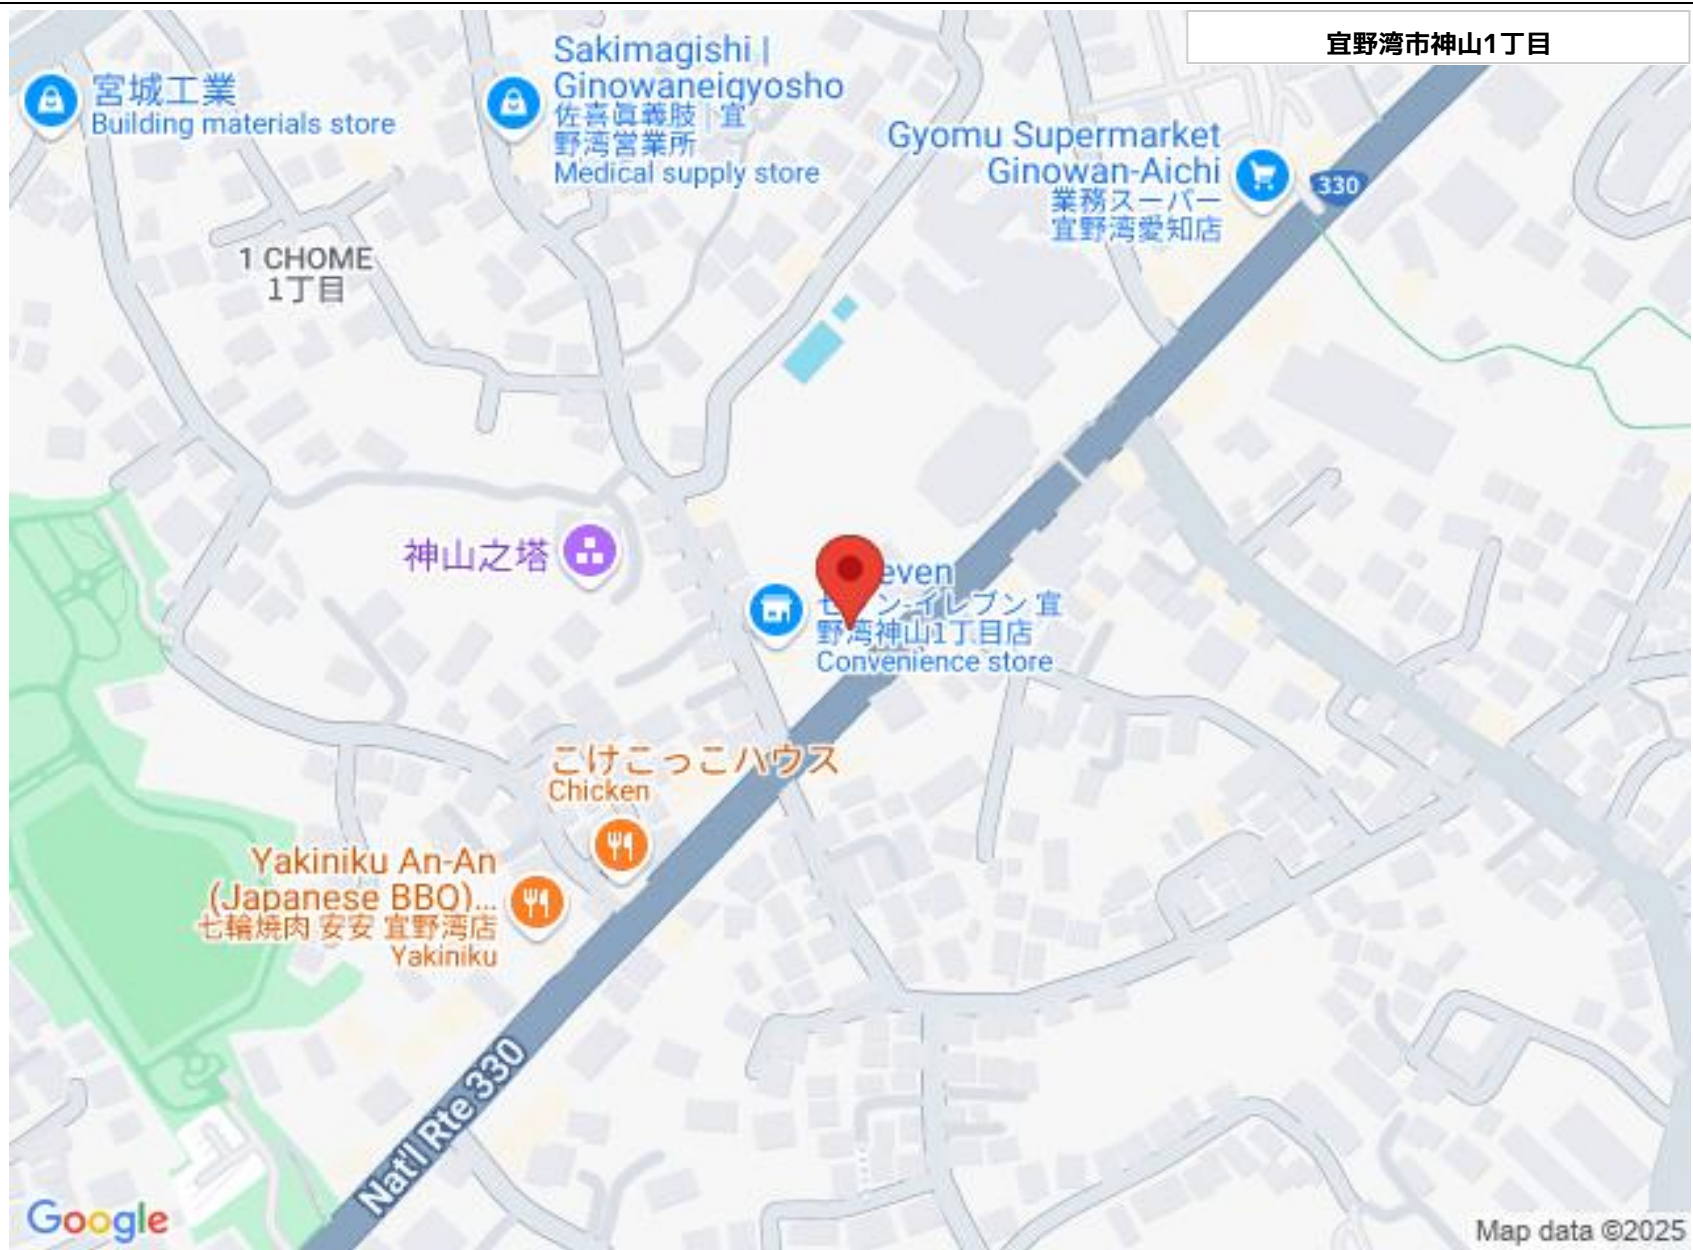 宜野湾市神山1丁目
宮城工業
Building materials store
Sakimagishi |
Ginowaneigyosho
佐喜眞義肢 | 宜
野湾営業所
Medical supply store
Gyomu Supermarket
Ginowan-Aichi
業務スーパー
宜野湾愛知店
330
1 CHOME
1丁目
神山之塔
even
ン-イレブン 宜
野湾神山1丁目店
Convenience store
こけこっこハウス
Chicken
Yakiniku An-An
(Japanese BBQ)...
七輪焼肉 安安 宜野湾店
Yakiniku
Nat'l Rte 330
Google
Map data ©2025